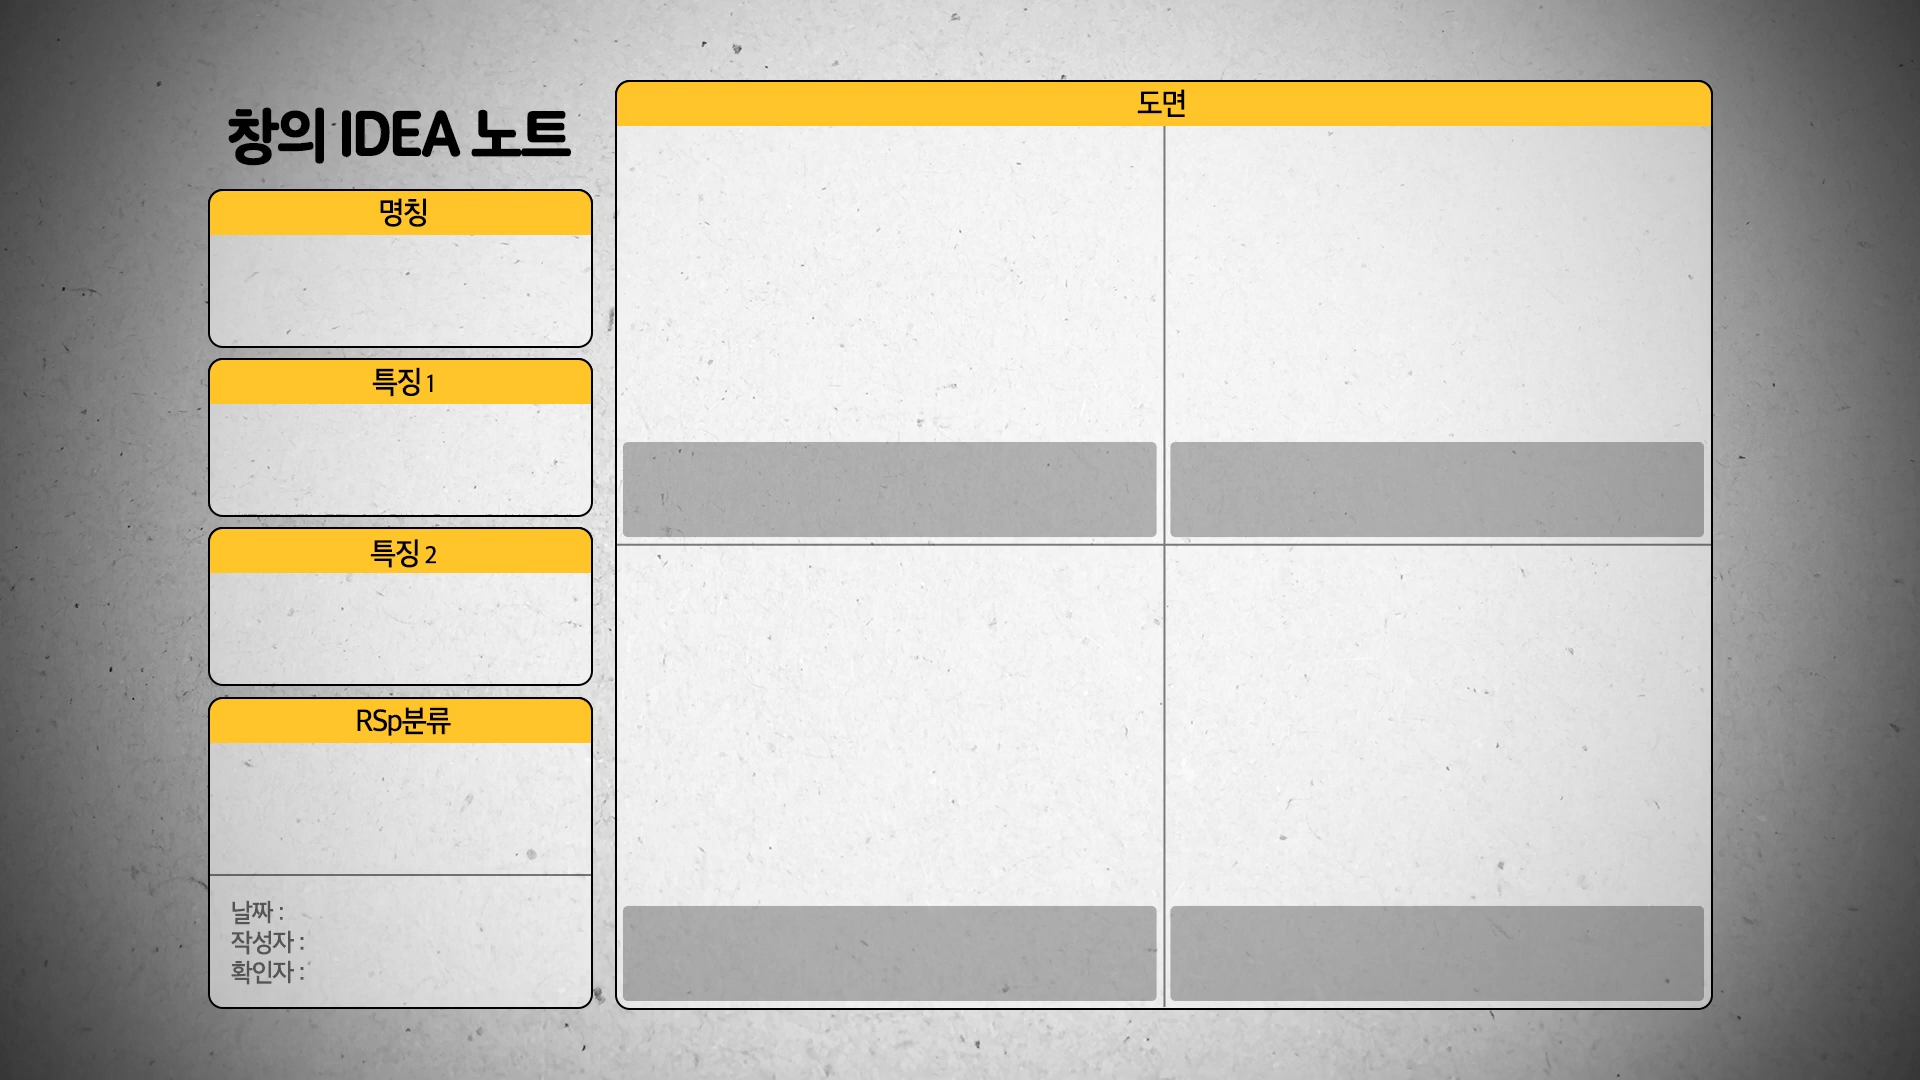 창의 IDEA 노트
명칭
특징 1
특징 2
RSp분류
날짜 :
작성자 :
확인자 :
도면